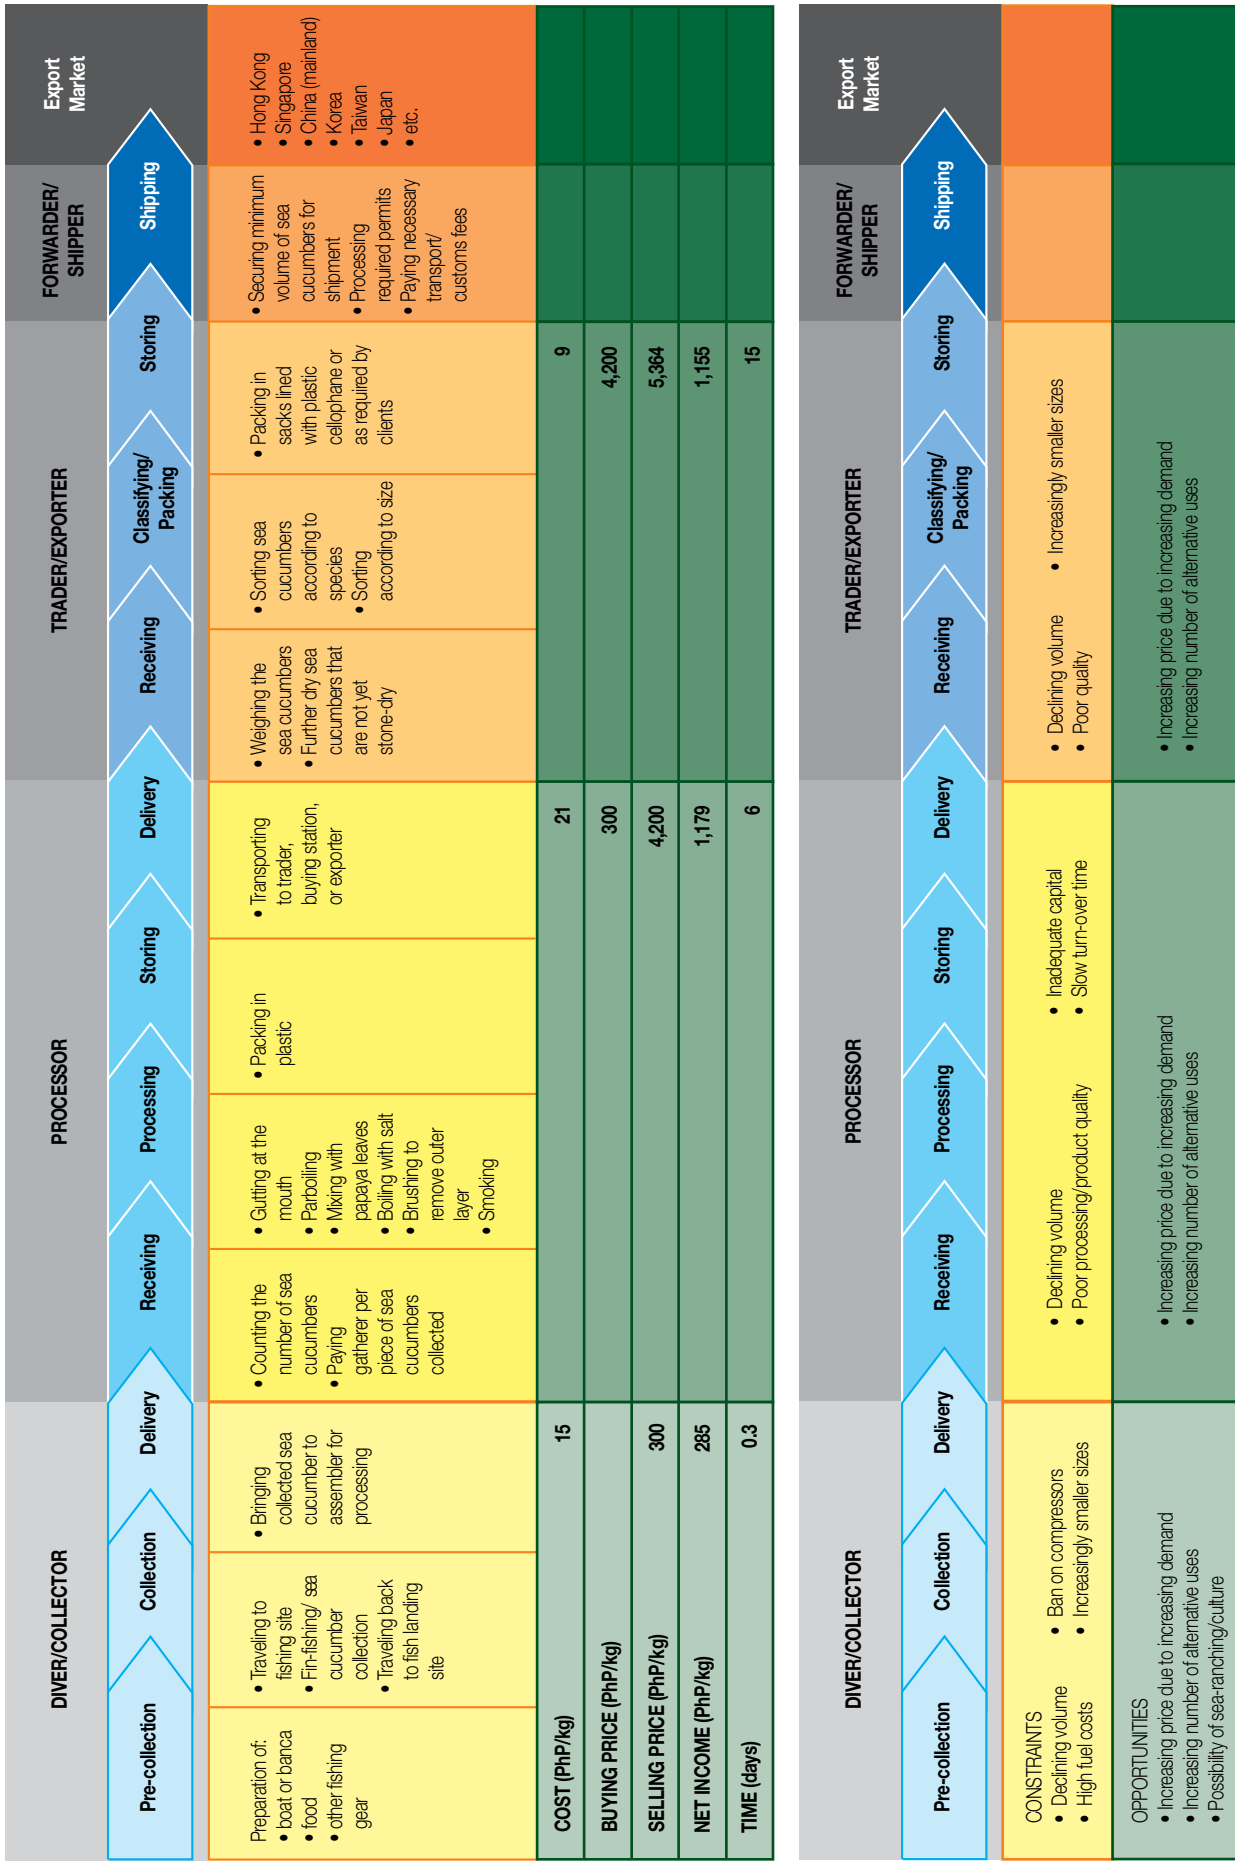 DIVER/COLLECTOR
PROCESSOR
TRADER/EXPORTER
FORWARDER/
SHIPPER
Export
Market
Pre-collection
Collection
Delivery
Receiving
Processing
Storing
Delivery
Receiving
Classifying/
Packing
Storing
Shipping
Preparation of:
• boat or banca
• food
• other fishing
gear
• Traveling to
fishing site
• Fin-fishing/ sea
cucumber
collection
• Traveling back
to fish landing
site
• Bringing
collected sea
cucumber to
assembler for
processing
• Counting the
number of sea
cucumbers
• Paying
gatherer per
piece of sea
cucumbers
collected
• Gutting at the
mouth
• Parboiling
• Mixing with
papaya leaves
• Boiling with salt
• Brushing to
remove outer
layer
• Smoking
• Packing in
plastic
• Transporting
to trader,
buying station,
or exporter
• Weighing the
sea cucumbers
• Further dry sea
cucumbers that
are not yet
stone-dry
• Sorting sea
cucumbers
according to
species
• Sorting
according to size
• Packing in
sacks lined
with plastic
cellophane or
as required by
clients
• Securing minimum
volume of sea
cucumbers for
shipment
• Processing
required permits
• Paying necessary
transport/
customs fees
• Hong Kong
• Singapore
• China (mainland)
• Korea
• Taiwan
• Japan
• etc.
COST (PhP/kg) 15 21 9
BUYING PRICE (PhP/kg) 300 4,200
SELLING PRICE (PhP/kg) 300 4,200 5,364
NET INCOME (PhP/kg) 285 1,179 1,155
TIME (days) 0.3 6 15
DIVER/COLLECTOR
PROCESSOR
TRADER/EXPORTER
FORWARDER/
SHIPPER
Export
Market
Pre-collection
Collection
Delivery
Receiving
Processing
Storing
Delivery
Receiving
Classifying/
Packing
Storing
Shipping
CONSTRAINTS
• Declining volume
• High fuel costs
• Ban on compressors
• Increasingly smaller sizes
• Declining volume
• Poor processing/product quality
• Inadequate capital
• Slow turn-over time
• Declining volume
• Poor quality
• Increasingly smaller sizes
OPPORTUNITIES
• Increasing price due to increasing demand
• Increasing number of alternative uses
• Possibility of sea-ranching/culture
• Increasing price due to increasing demand
• Increasing number of alternative uses
• Increasing price due to increasing demand
• Increasing number of alternative uses